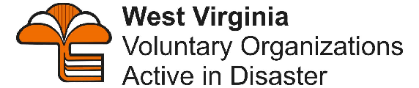 West Virginia
Voluntary Organizations
Active in Disaster